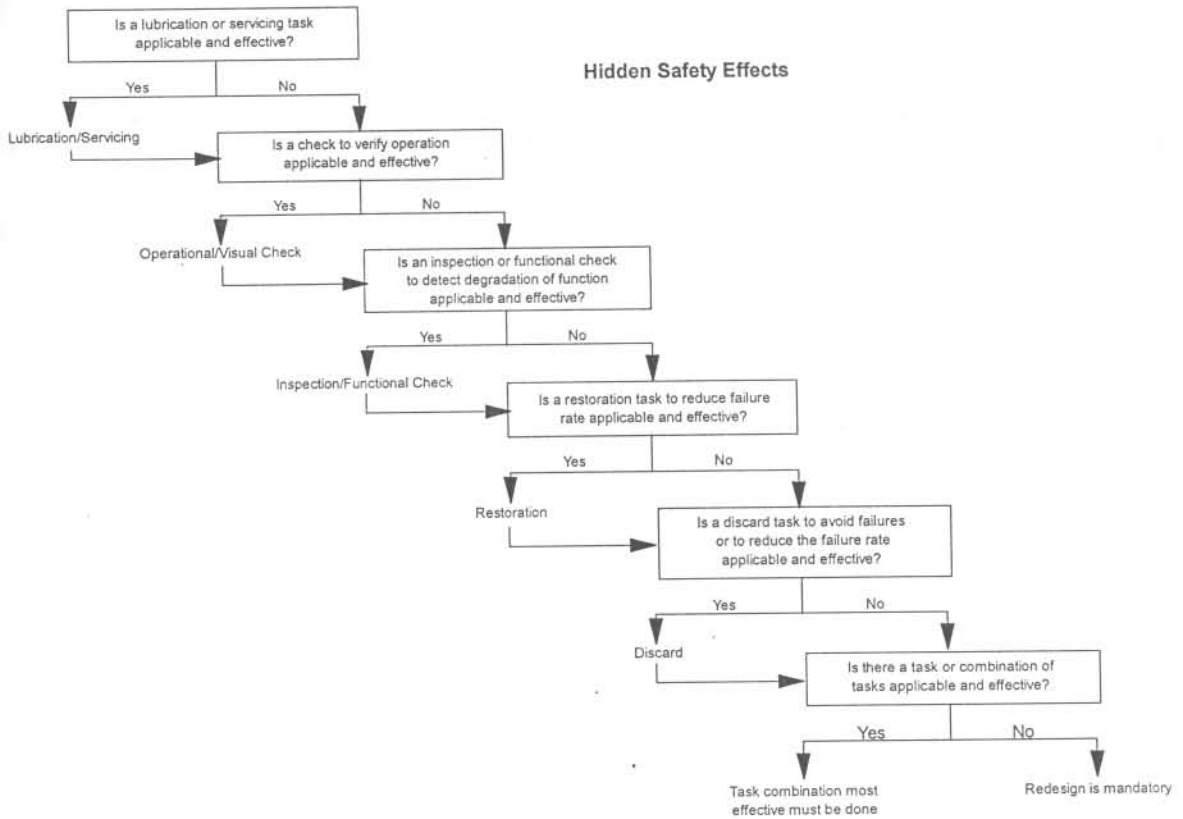 Is a lubrication or servicing task
applicable and effective?
Hidden Safety Effects
Yes
No
Lubrication/Servicing
Is a check to verify operation
applicable and effective?
Yes
No
Operational/Visual Check
Is an inspection or functional check
to detect degradation of function
applicable and effective?
Yes
No
Inspection/Functional Check
Is a restoration task to reduce failure
rate applicable and effective?
Yes
No
Restoration
Is a discard task to avoid failures
or to reduce the failure rate
applicable and effective?
Yes
No
Discard
Is there a task or combination of
tasks applicable and effective?
Yes
No
Task combination most
effective must be done
Redesign is mandatory